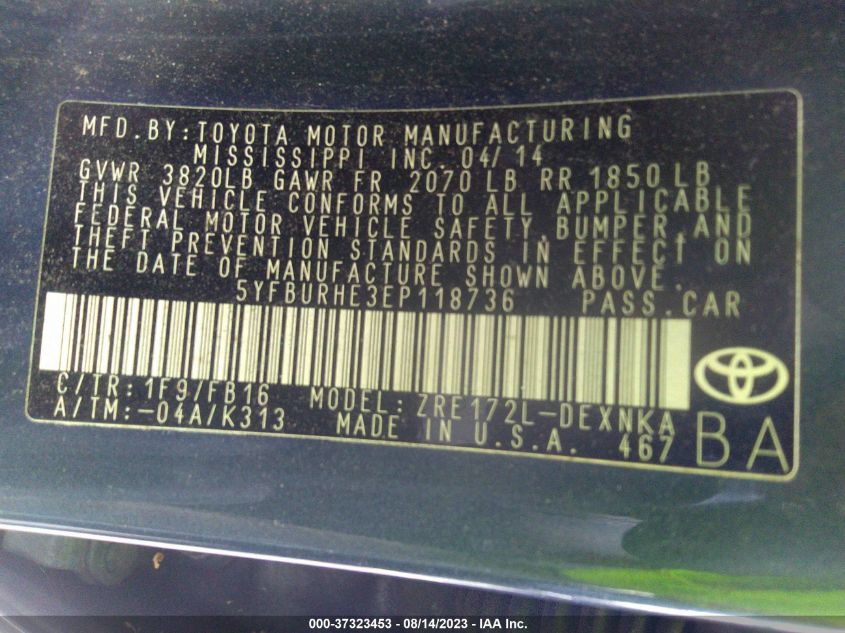 MFD. BY: TOYOTA MOTOR MANUFACTURING
MISSISSIPPI INC. 04/14
GVWR 3820LB GAWR FR 2070 LB RR 1850 LB
THIS VEHICLE CONFORMS TO ALL APPLICABLE
FEDERAL MOTOR VEHICLE SAFETY, BUMPER, AND
THEFT PREVENTION STANDARDS IN EFFECT ON
THE DATE OF MANUFACTURE SHOWN ABOVE.
5YFBURHE3EP118736 PASS. CAR
C/TR: 1F9/FB16 MODEL: ZRE172L-DEXNKA
A/TM: -04A/K313 MADE IN U.S.A. 467
BA
000-37323453 - 08/14/2023 - IAA Inc.